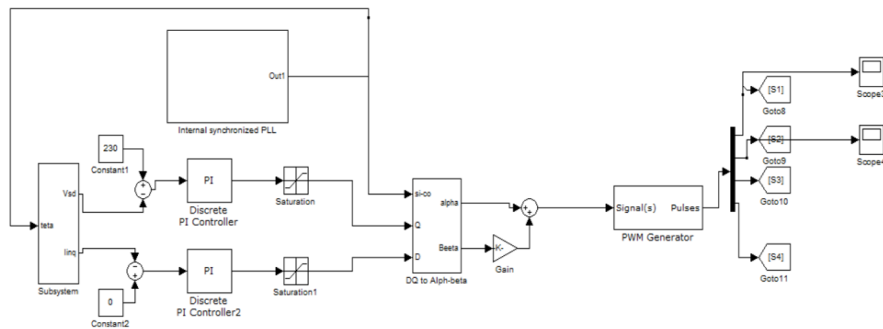 Out1
Internal synchronized PLL
230
Constant1
Vsd
teta
Iinq
Subsystem
+
-
PI
Discrete
PI Controller
Saturation
-
+
0
Constant2
PI
Discrete
PI Controller2
Saturation1
si-co
alpha
Q
Beeta
D
DQ to Alph-beta
K-
Gain
+
+
Signal(s)
Pulses
PWM Generator
[S1]
Goto8
[S2]
Goto9
[S3]
Goto10
[S4]
Goto11
Scope3
Scope4